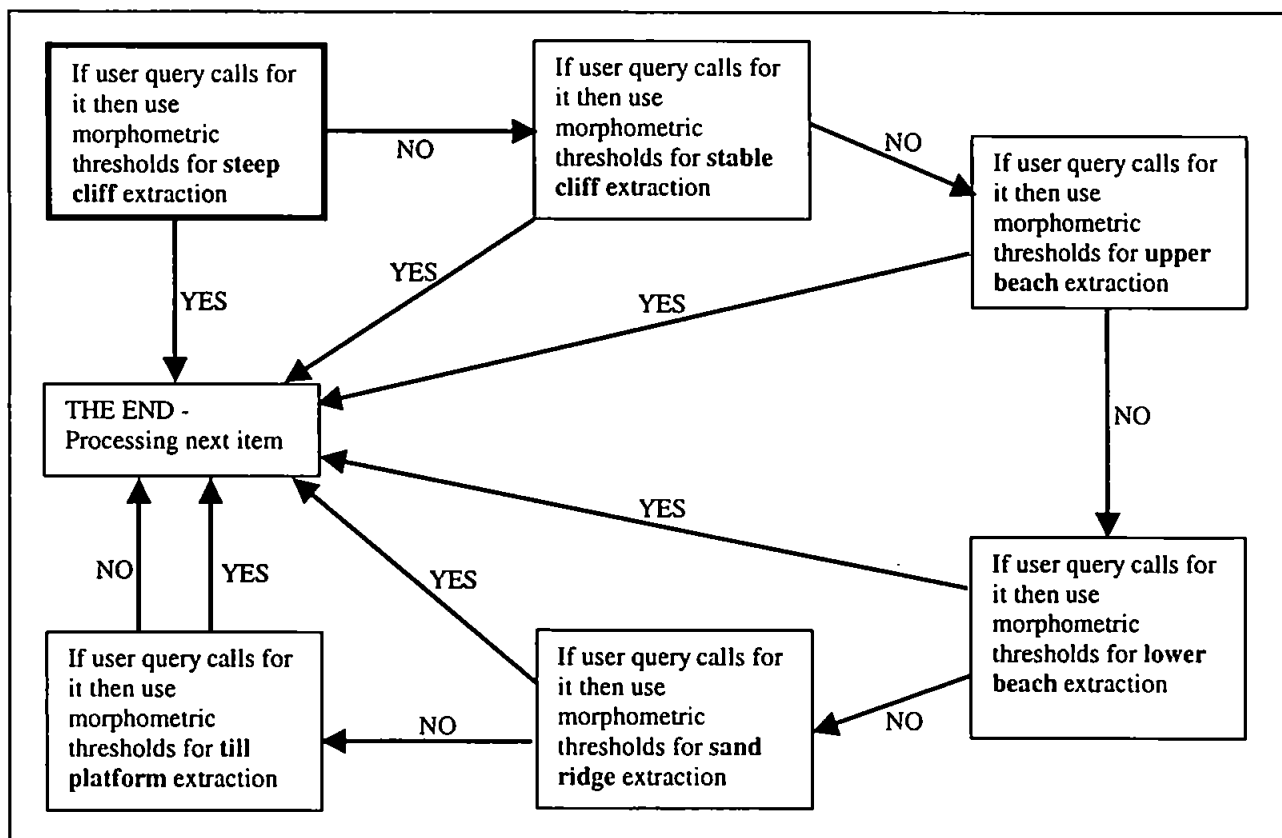 If user query calls for
it then use
morphometric
thresholds for steep
cliff extraction
NO
If user query calls for
it then use
morphometric
thresholds for stable
cliff extraction
NO
If user query calls for
it then use
morphometric
thresholds for upper
beach extraction
YES
YES
YES
NO
THE END -
Processing next item
YES
NO
YES
YES
If user query calls for
it then use
morphometric
thresholds for lower
beach extraction
NO
If user query calls for
it then use
morphometric
thresholds for sand
ridge extraction
NO
If user query calls for
it then use
morphometric
thresholds for till
platform extraction